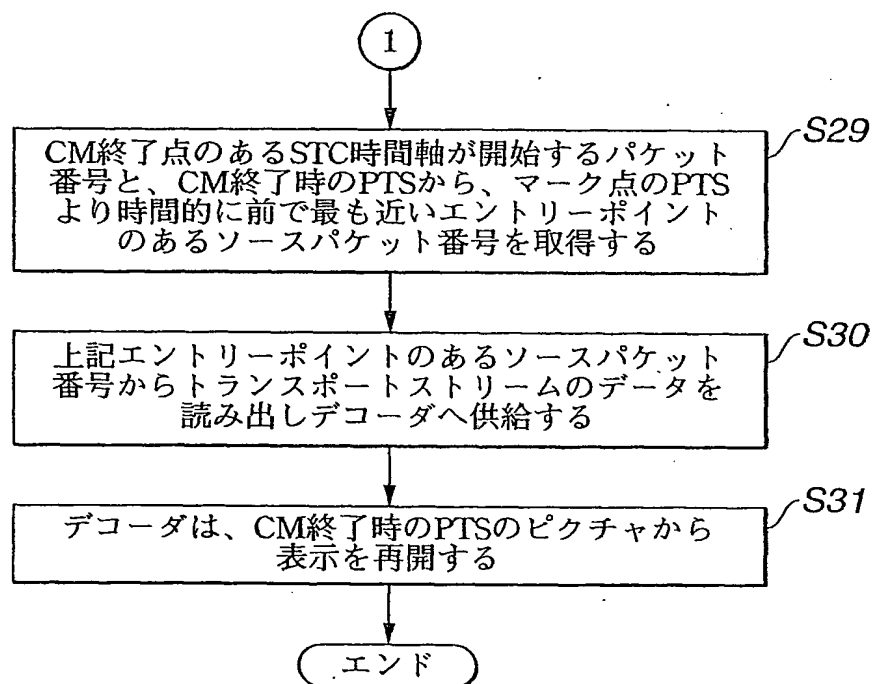 1
S29
CM終了点のあるSTC時間軸が開始するパケット
番号と、CM終了時のPTSから、マーク点のPTS
より時間的に前で最も近いエントリーポイント
のあるソースパケット番号を取得する
S30
上記エントリーポイントのあるソースパケット
番号からトランスポートストリームのデータを
読み出しデコーダへ供給する
S31
デコーダは、CM終了時のPTSのピクチャから
表示を再開する
エンド